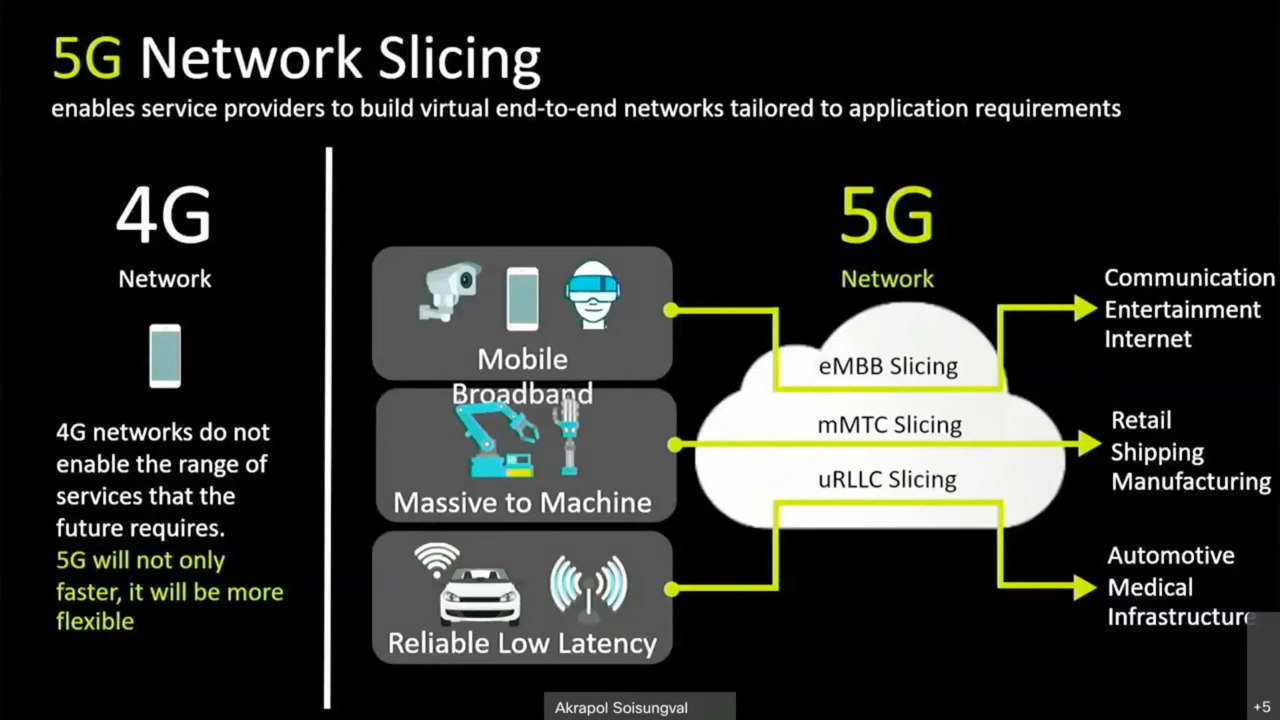 5G Network Slicing
enables service providers to build virtual end-to-end networks tailored to application requirements
4G
Network
4G networks do not
enable the range of
services that the
future requires.
5G will not only
faster, it will be more
flexible
5G
Network
Mobile
Broadband
Massive to Machine
Reliable Low Latency
eMBB Slicing
mMTC Slicing
uRLLC Slicing
Communication
Entertainment
Internet
Retail
Shipping
Manufacturing
Automotive
Medical
Infrastructure
Akrapol Soisungval
+5